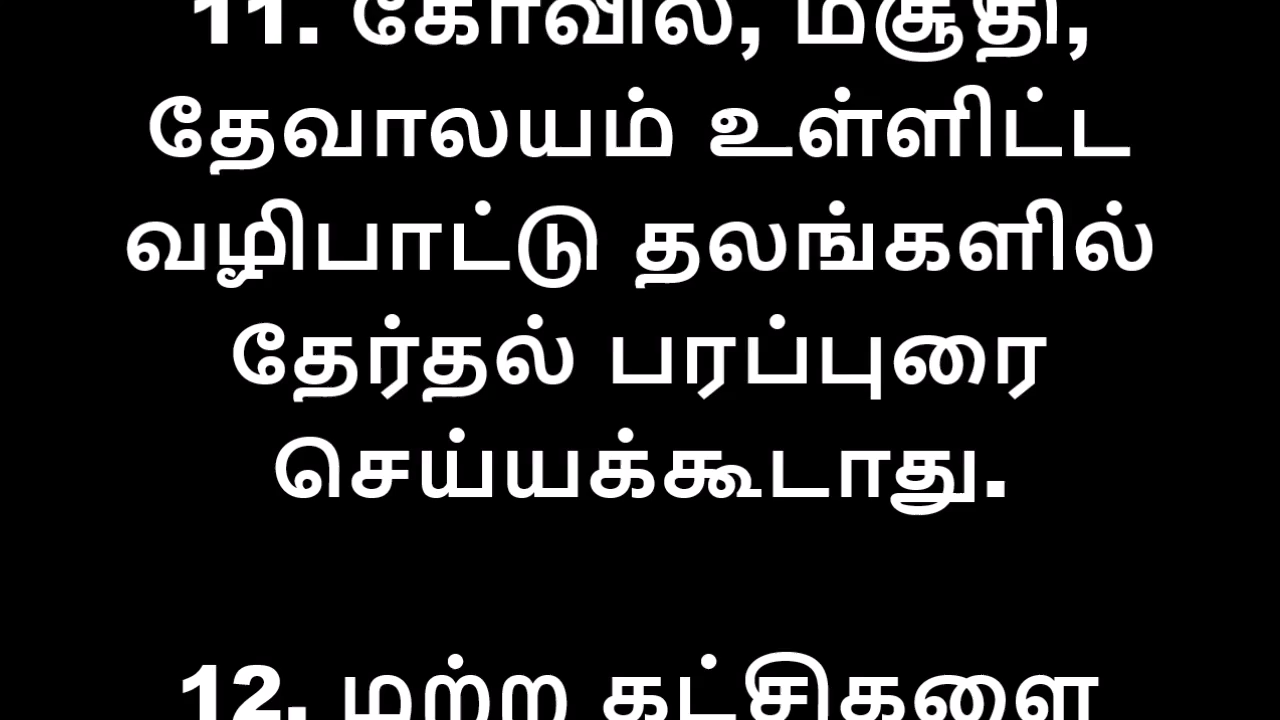 11. கோவில், மசூதி,
தேவாலயம் உள்ளிட்ட
வழிபாட்டு தலங்களில்
தேர்தல் பரப்புரை
செய்யக்கூடாது.
12. மற்ற கட்சிகளை